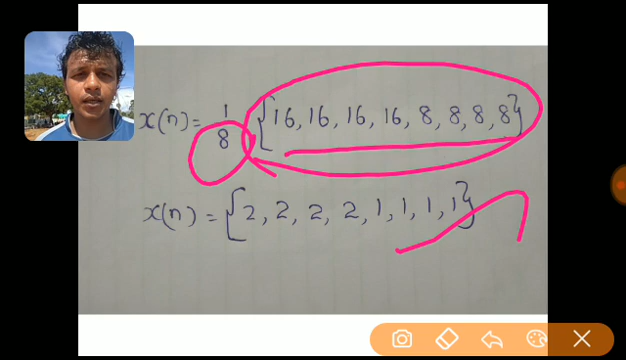 x(n) = 1/8 {16, 16, 16, 16, 8, 8, 8, 8}
x(n) = {2, 2, 2, 2, 1, 1, 1, 1}